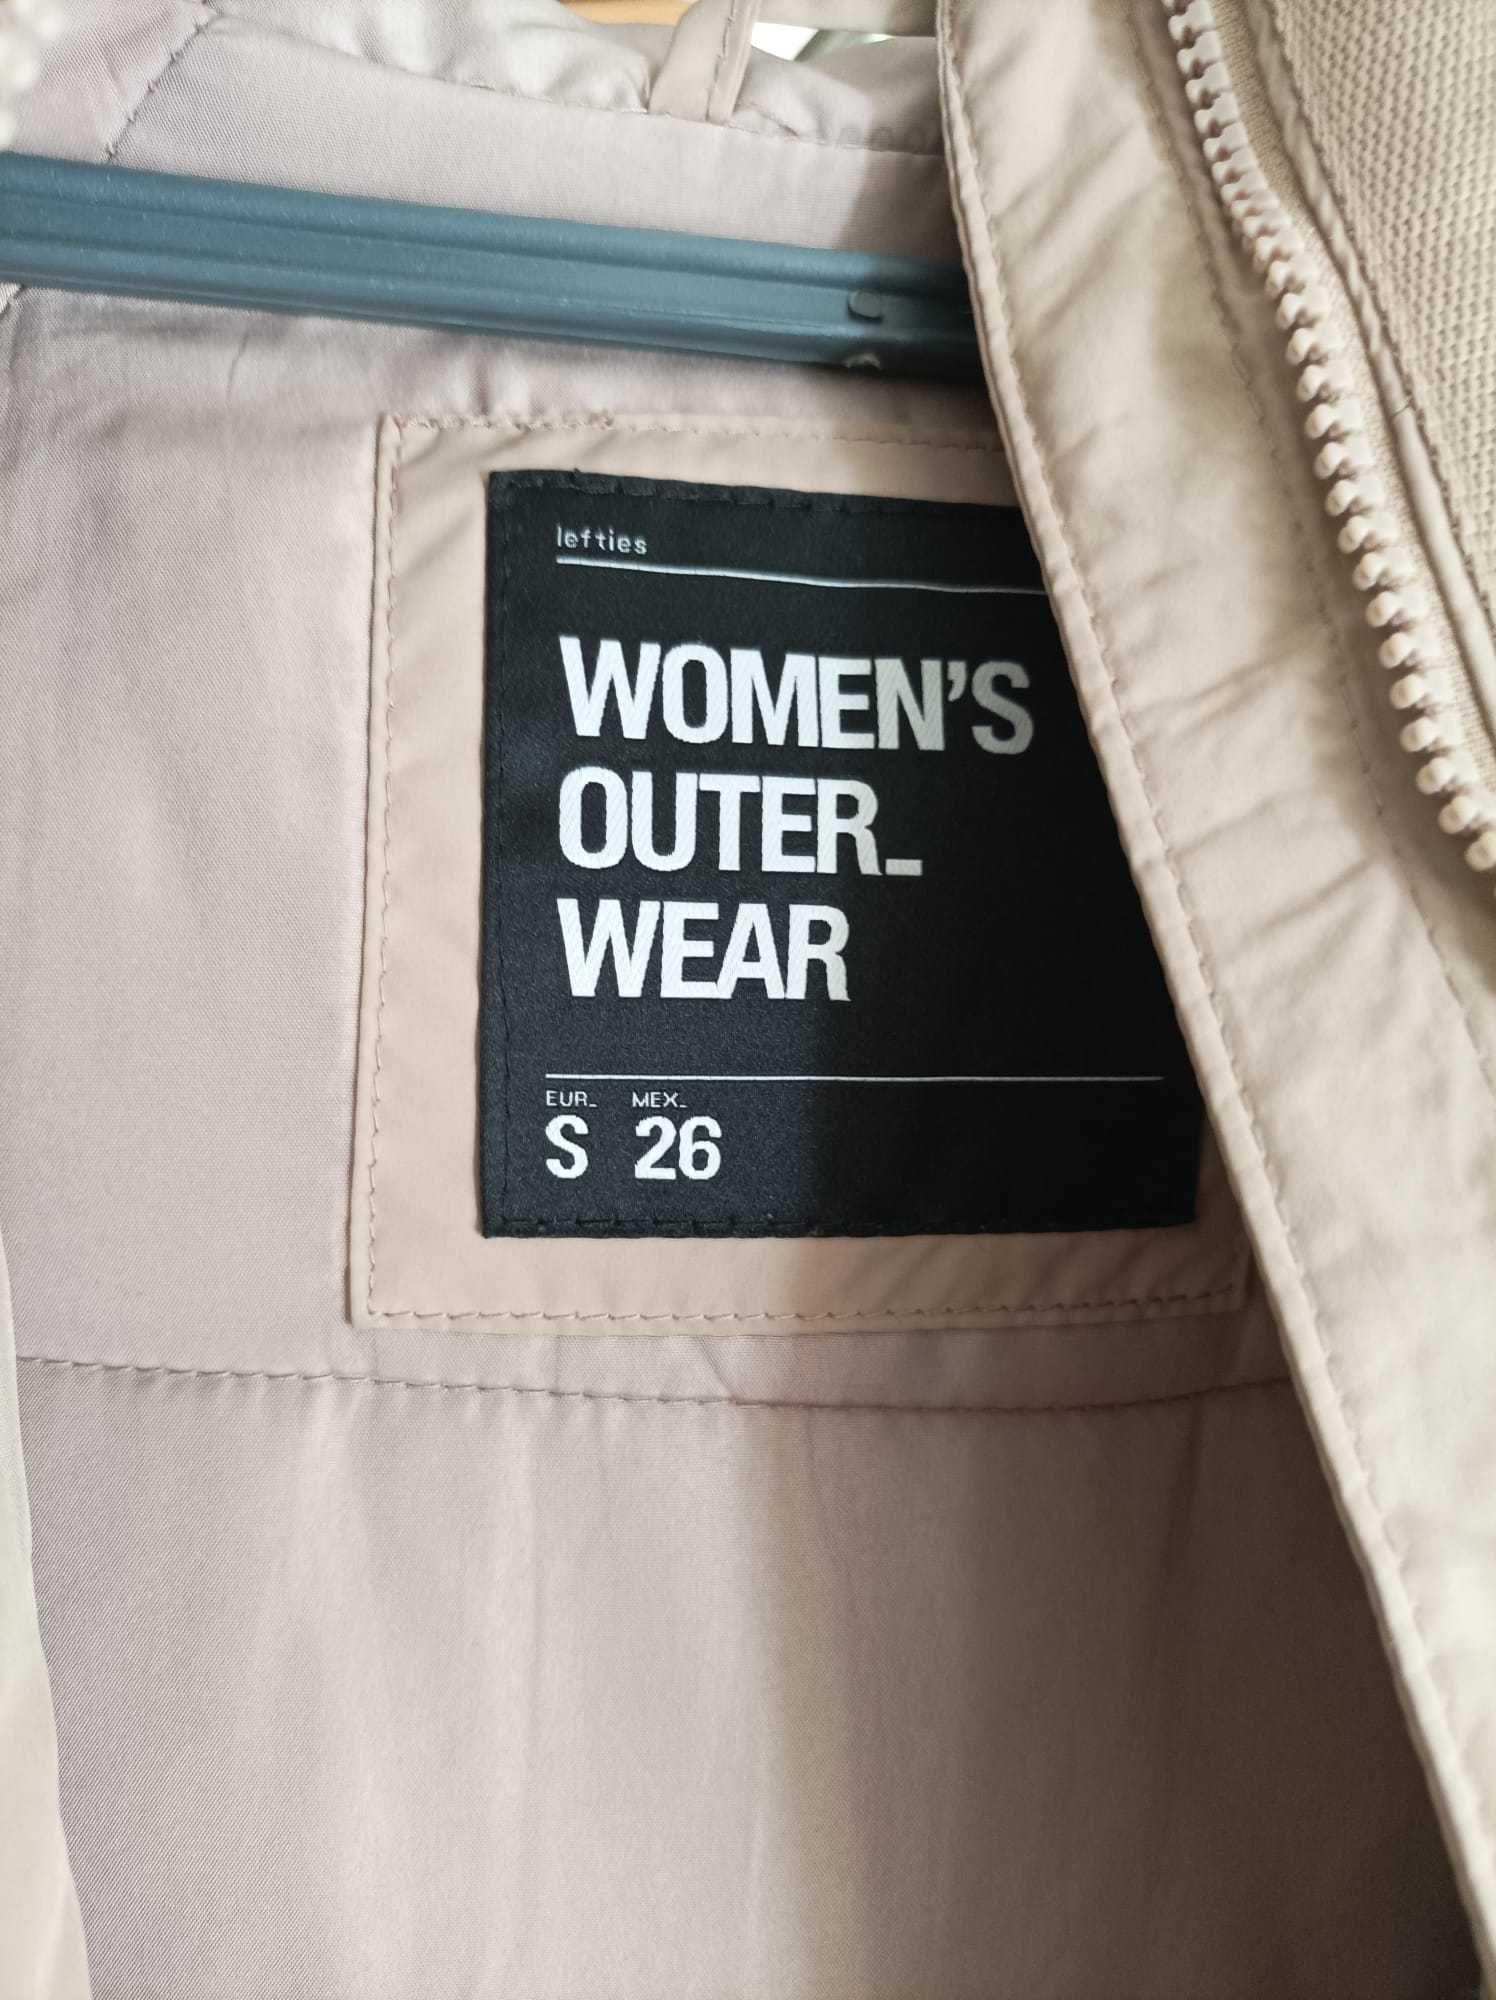 lefties
WOMEN'S
OUTER_
WEAR
EUR_ MEX_
S 26